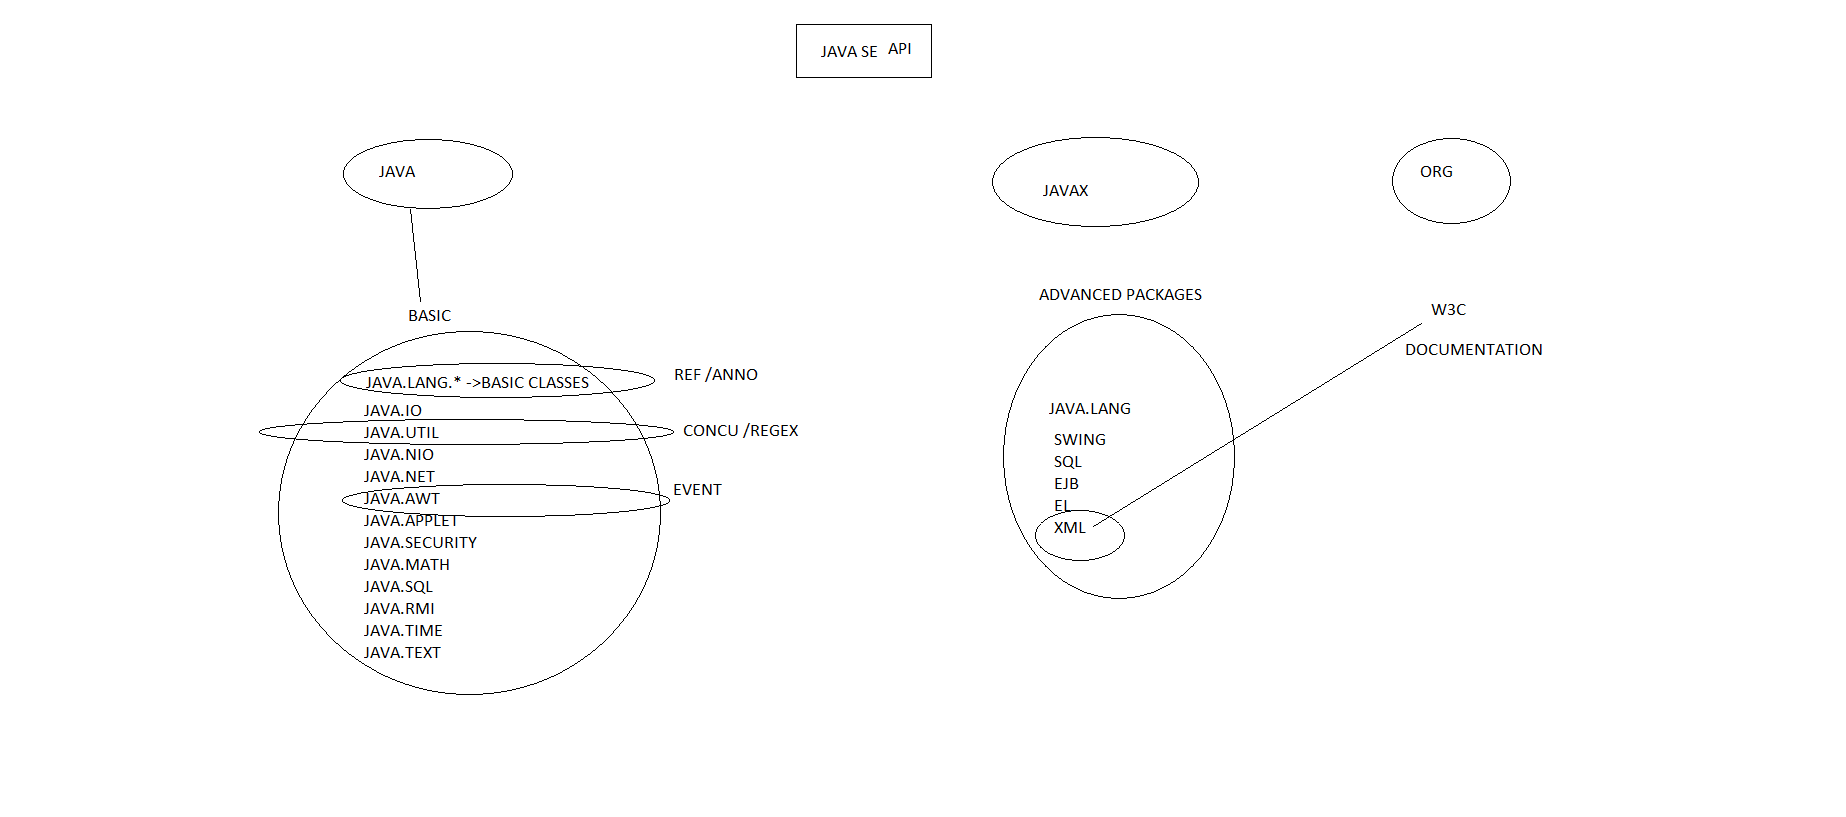 JAVA SE API
JAVA
JAVAX
ORG
BASIC
JAVA.LANG.* ->BASIC CLASSES
REF /ANNO
JAVA.IO
JAVA.UTIL
CONCU /REGEX
JAVA.NIO
JAVA.NET
JAVA.AWT
EVENT
JAVA.APPLET
JAVA.SECURITY
JAVA.MATH
JAVA.SQL
JAVA.RMI
JAVA.TIME
JAVA.TEXT
ADVANCED PACKAGES
JAVA.LANG
SWING
SQL
EJB
EL
XML
W3C
DOCUMENTATION